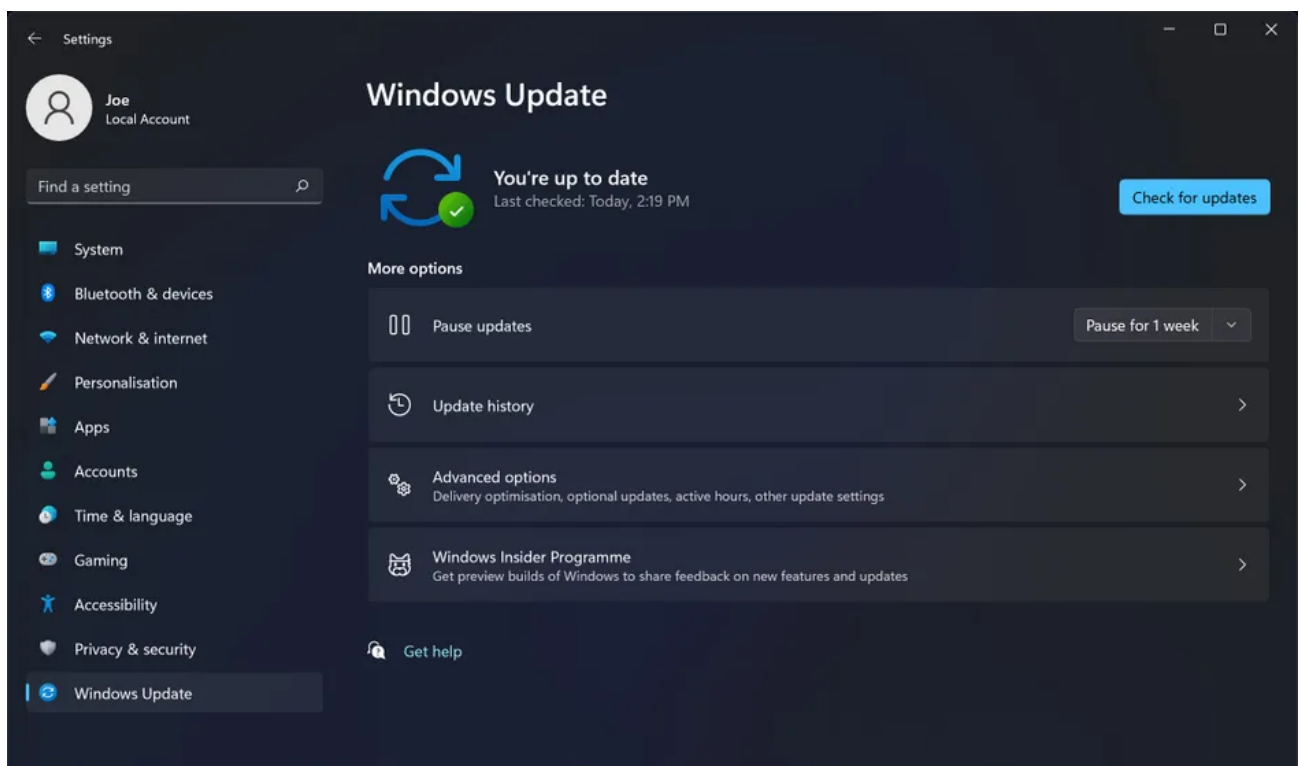 Settings
Joe
Local Account
Find a setting
System
Bluetooth & devices
Network & internet
Personalisation
Apps
Accounts
Time & language
Gaming
Accessibility
Privacy & security
Windows Update
Windows Update
You're up to date
Last checked: Today, 2:19 PM
Check for updates
More options
Pause updates
Pause for 1 week
Update history
Advanced options
Delivery optimisation, optional updates, active hours, other update settings
Windows Insider Programme
Get preview builds of Windows to share feedback on new features and updates
Get help